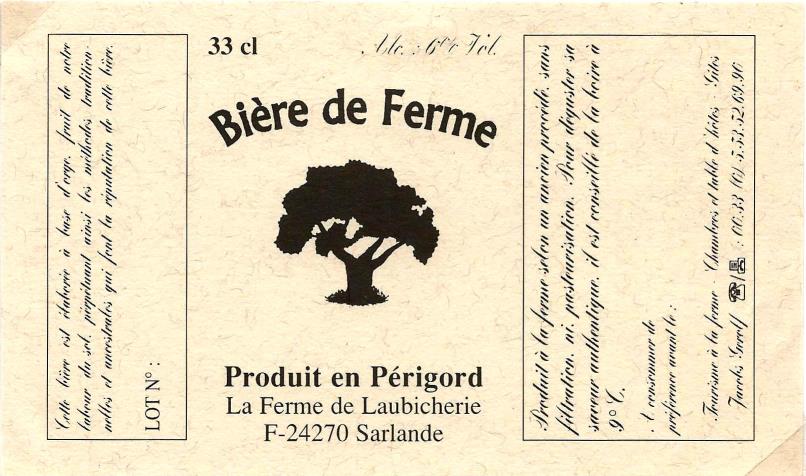 Cette bière est élaborée à base d'orge, fruit de notre
labour du sol, perpétuant ainsi les méthodes tradition-
nelles et ancestrales qui font la réputation de cette bière.
LOT N° :
33 cl
Alc. : 6% Vol.
Bière de Ferme
Produit en Périgord
La Ferme de Laubicherie
F-24270 Sarlande
Produit à la ferme selon un ancien procédé, sans
filtration, ni, pasteurisation. Pour déguster sa
saveur authentique, il est conseillé de la boire à
9° C.
A consommer de
préférence avant le :
Tourisme à la ferme - Chambres et table d'hôtes - Gîtes
: 00.33 (0) 5.53.52.69.90